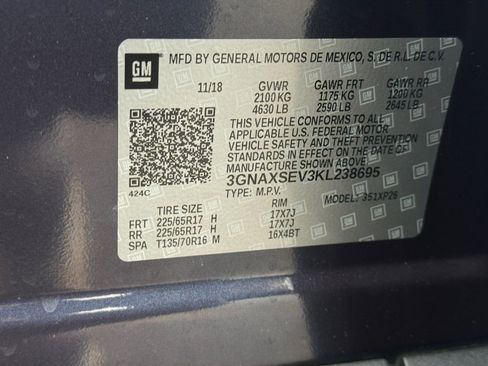 GM
MFD BY GENERAL MOTORS DE MEXICO, S. DE R.L. DE C.V.
11/18 GVWR GAWR FRT GAWR RR
2100 KG 1175 KG 1200 KG
4630 LB 2590 LB 2645 LB
THIS VEHICLE CONFORMS TO ALL
APPLICABLE U.S. FEDERAL MOTOR
VEHICLE SAFETY AND THEFT
PREVENTION STANDARDS IN EFFECT
ON THE DATE OF
MANUFACTURE SHOWN ABOVE
3GNAXSEV3KL238695
424C TYPE: M.P.V. MODEL: 351XP26
TIRE SIZE RIM
FRT 225/65R17 H 17X7J
RR 225/65R17 H 17X7J
SPA T135/70R16 M 16X4BT